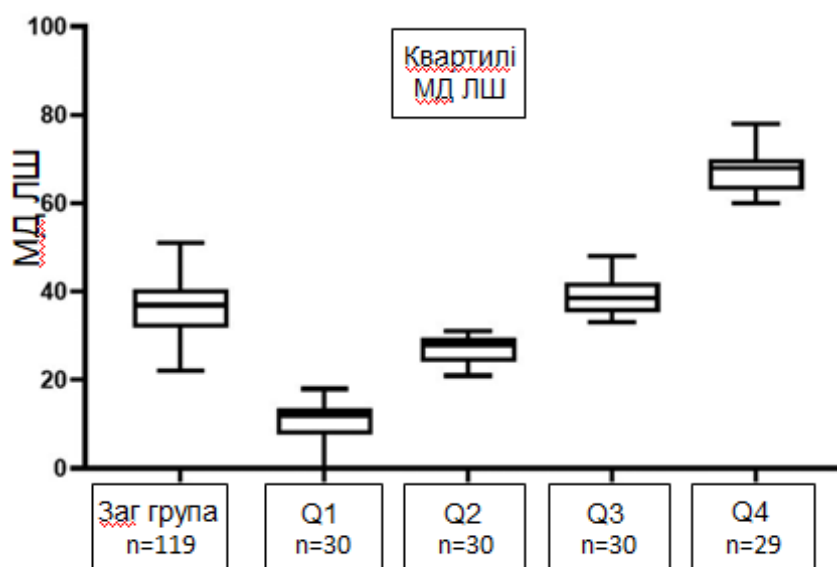 100
Квартилі
МД ЛШ
80
60
40
20
0
МД ЛШ
Заг група
n=119
Q1
n=30
Q2
n=30
Q3
n=30
Q4
n=29